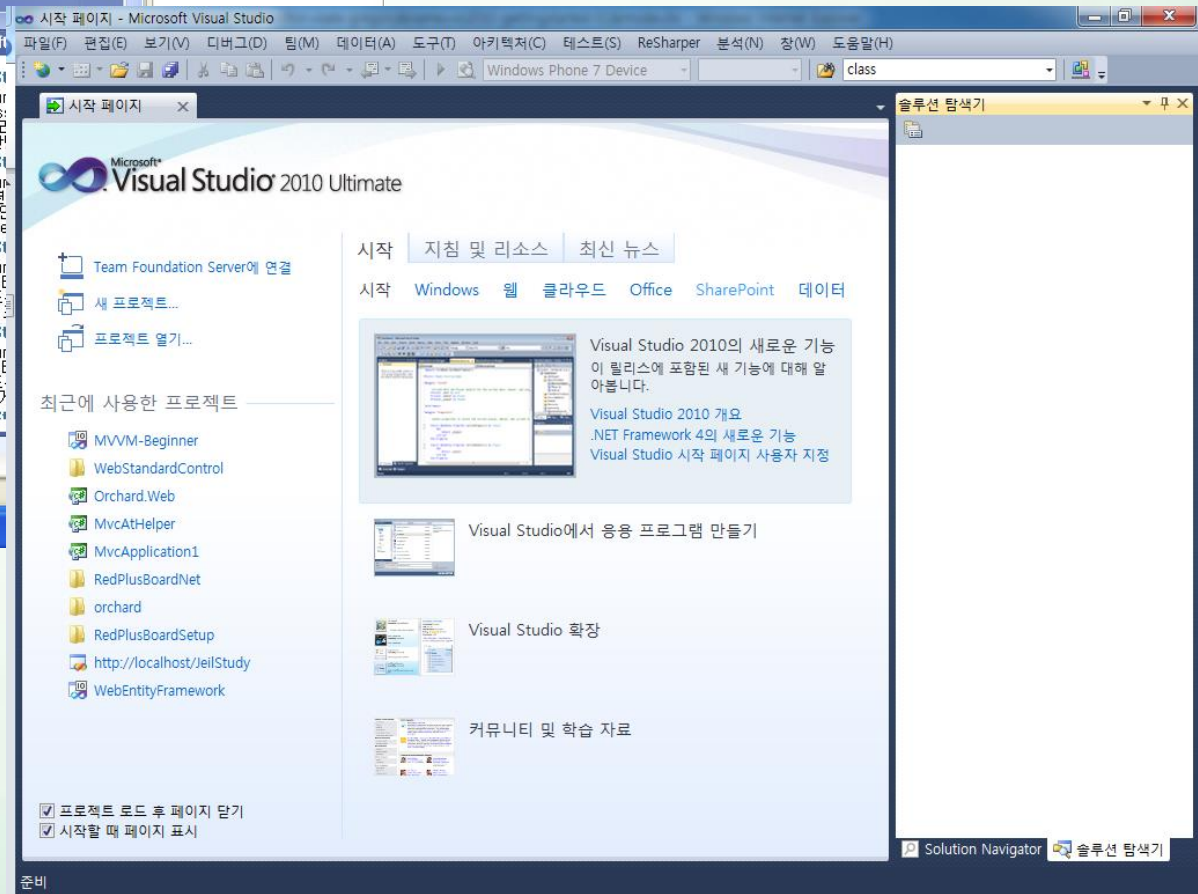 시작 페이지 - Microsoft Visual Studio
파일(F) 편집(E) 보기(V) 디버그(D) 팀(M) 데이터(A) 도구(T) 아키텍처(C) 테스트(S) ReSharper 분석(N) 창(W) 도움말(H)
Windows Phone 7 Device class
시작 페이지
솔루션 탐색기
Microsoft
Visual Studio 2010 Ultimate
Team Foundation Server에 연결
새 프로젝트...
프로젝트 열기...
최근에 사용한 프로젝트
MVVM-Beginner
WebStandardControl
Orchard.Web
MvcAtHelper
MvcApplication1
RedPlusBoardNet
orchard
RedPlusBoardSetup
http://localhost/JeilStudy
WebEntityFramework
프로젝트 로드 후 페이지 닫기
시작할 때 페이지 표시
시작 지침 및 리소스 최신 뉴스
시작 Windows 웹 클라우드 Office SharePoint 데이터
Visual Studio 2010의 새로운 기능
이 릴리스에 포함된 새 기능에 대해 알
아봅니다.
Visual Studio 2010 개요
.NET Framework 4의 새로운 기능
Visual Studio 시작 페이지 사용자 지정
Visual Studio에서 응용 프로그램 만들기
Visual Studio 확장
커뮤니티 및 학습 자료
Solution Navigator 솔루션 탐색기
준비